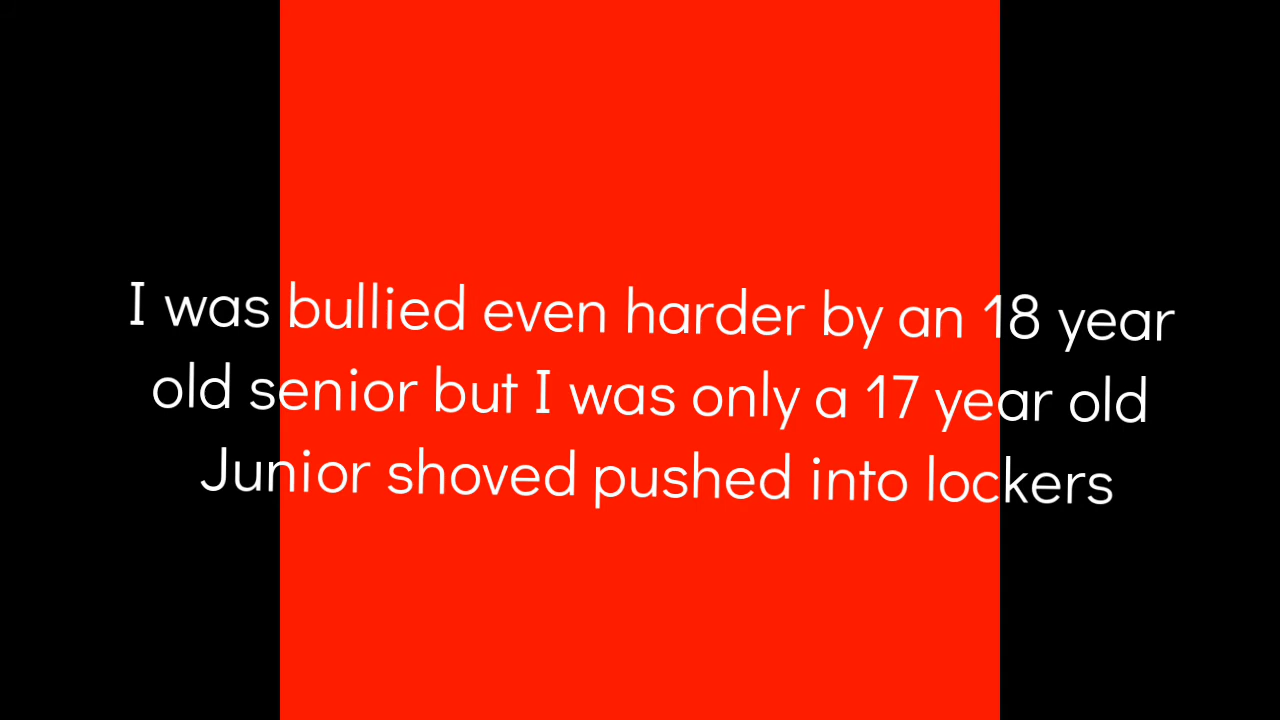 I was bullied even harder by an 18 year
old senior but I was only a 17 year old
Junior shoved pushed into lockers